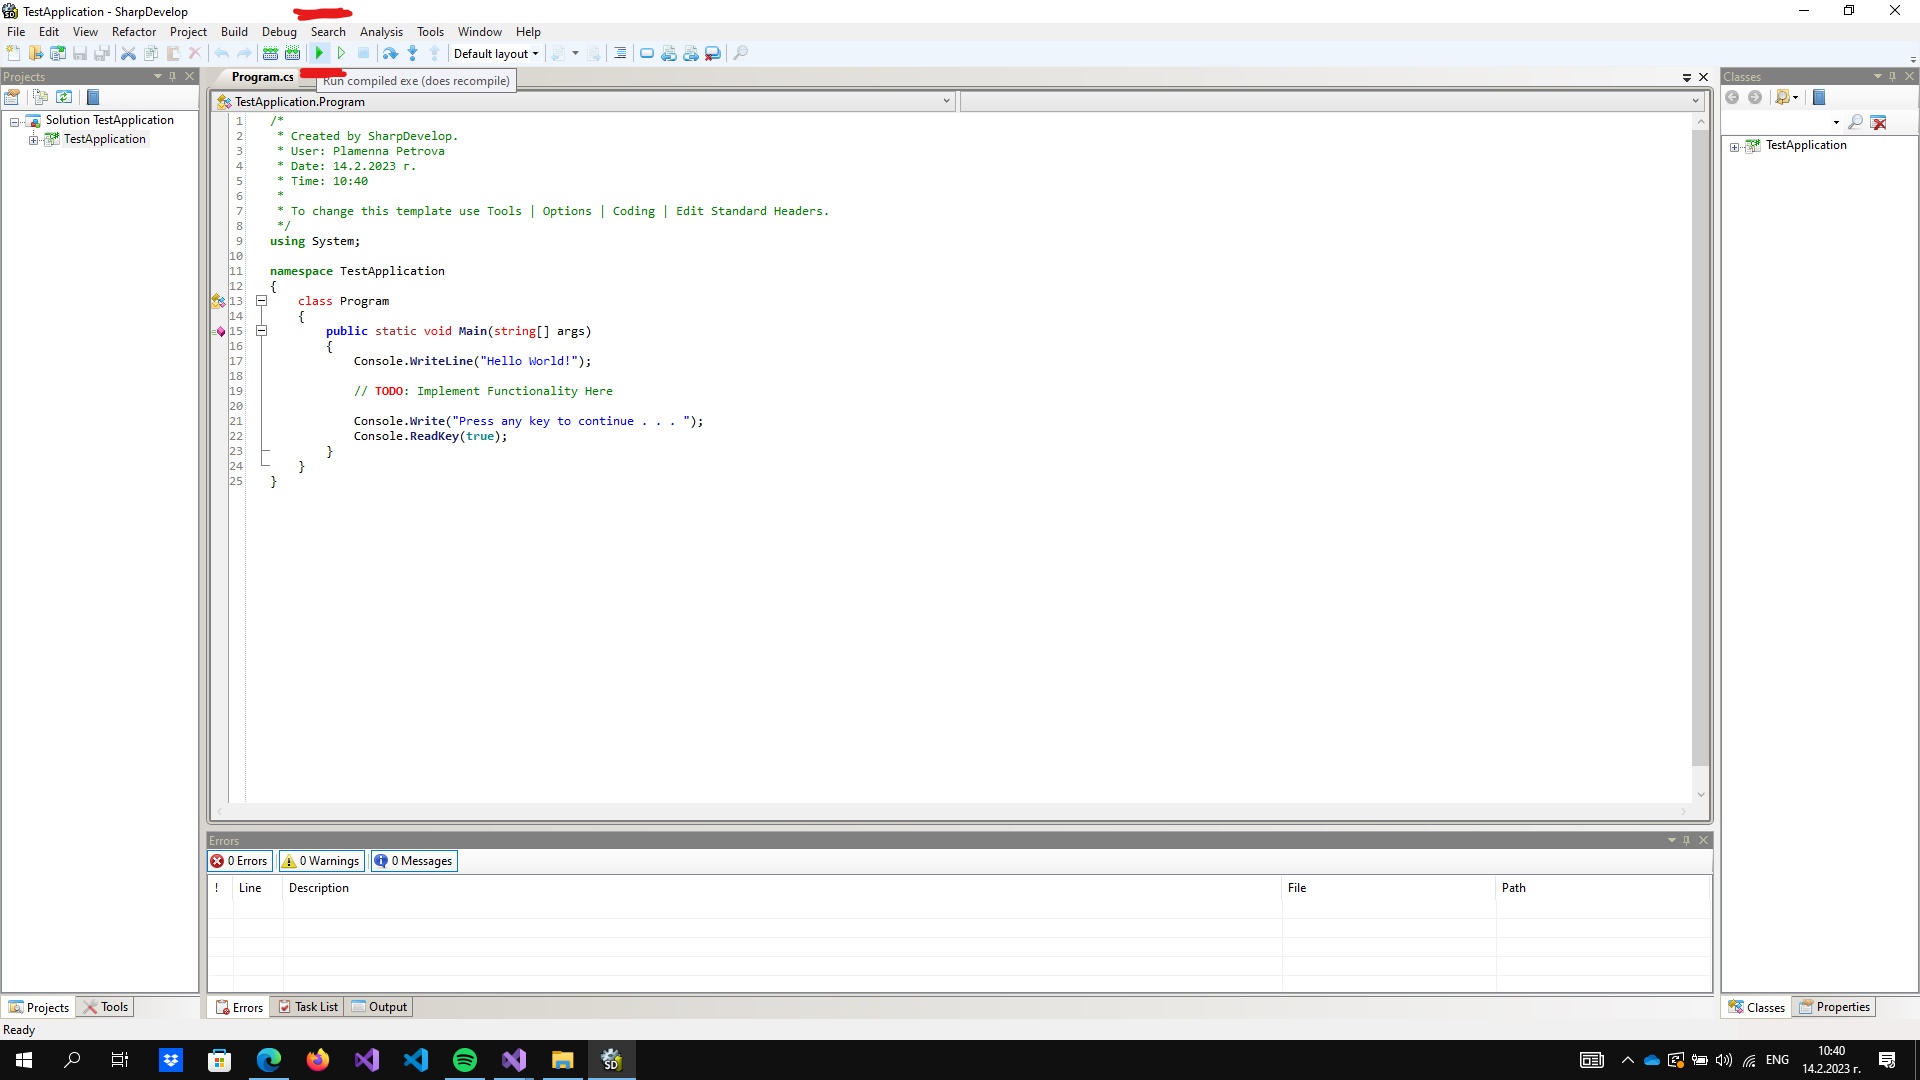 TestApplication - SharpDevelop
File Edit View Refactor Project Build Debug Search Analysis Tools Window Help
Default layout
Projects
Program.cs
Run compiled exe (does recompile)
Classes
TestApplication.Program
Solution TestApplication
TestApplication
TestApplication
1 /*
2 * Created by SharpDevelop.
3 * User: Plamenna Petrova
4 * Date: 14.2.2023 г.
5 * Time: 10:40
6 *
7 * To change this template use Tools | Options | Coding | Edit Standard Headers.
8 */
9 using System;
10
11 namespace TestApplication
12 {
13 class Program
14 {
15 public static void Main(string[] args)
16 {
17 Console.WriteLine("Hello World!");
18
19 // TODO: Implement Functionality Here
20
21 Console.Write("Press any key to continue . . . ");
22 Console.ReadKey(true);
23 }
24 }
25 }
Errors
0 Errors 0 Warnings 0 Messages
! Line Description File Path
Projects Tools
Errors Task List Output
Classes Properties
Ready
SD
ENG
10:40
14.2.2023 г.